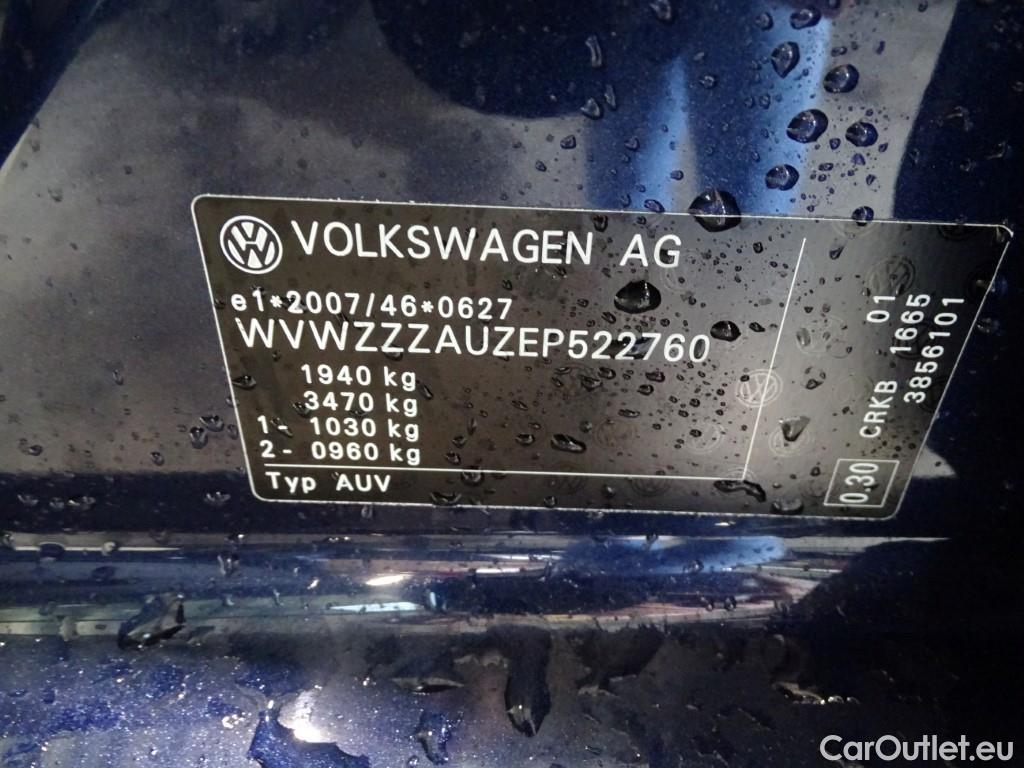 VOLKSWAGEN AG
e1*2007/46*0627
WVWZZZAUZEP522760
1940 kg
3470 kg
1- 1030 kg
2- 0960 kg
Typ AUV
01
CRKB 1665
3856101
0.30
CarOutlet.eu